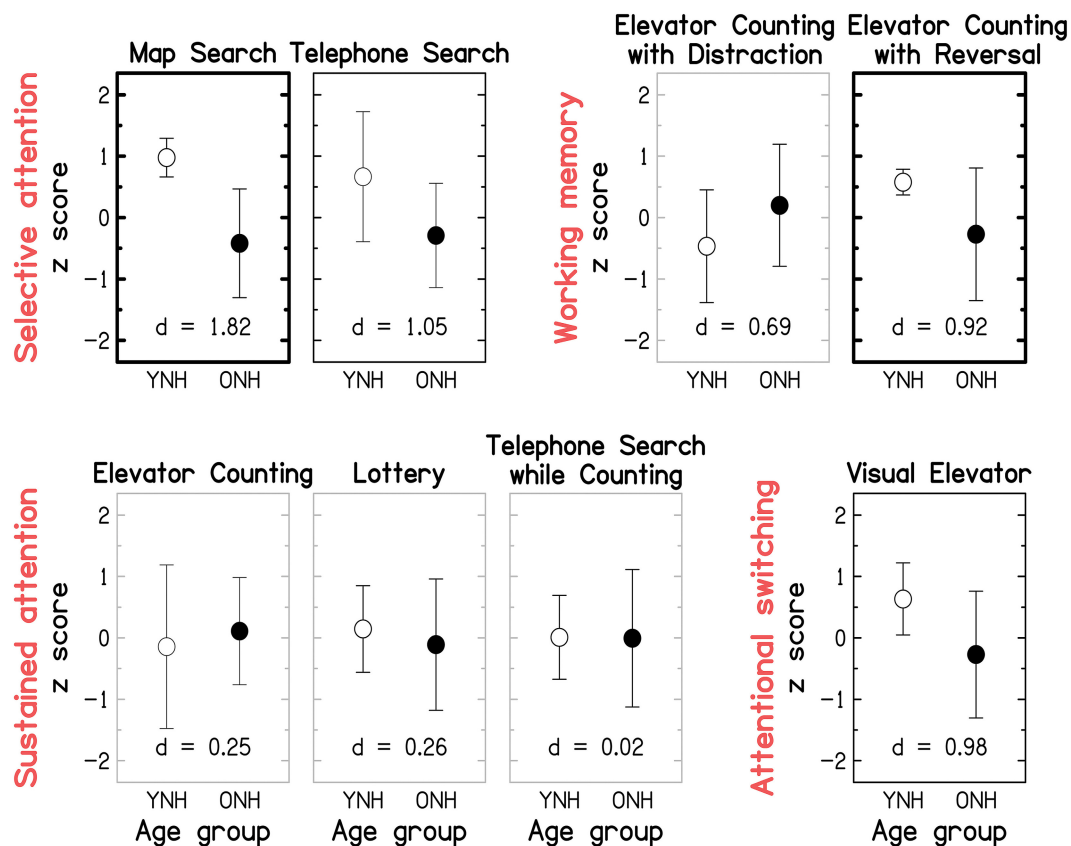 Elevator Counting
with Distraction
Elevator Counting
with Reversal
Map Search
Telephone Search
Selective attention
z score
2
1
0
−1
−2
d = 1.82
d = 1.05
YNH ONH
YNH ONH
Working memory
z score
2
1
0
−1
−2
d = 0.69
d = 0.92
YNH ONH
YNH ONH
Elevator Counting
Lottery
Telephone Search
while Counting
Sustained attention
z score
2
1
0
−1
−2
d = 0.25
d = 0.26
d = 0.02
YNH ONH
YNH ONH
YNH ONH
Age group
Age group
Age group
Visual Elevator
Attentional switching
z score
2
1
0
−1
−2
d = 0.98
YNH ONH
Age group